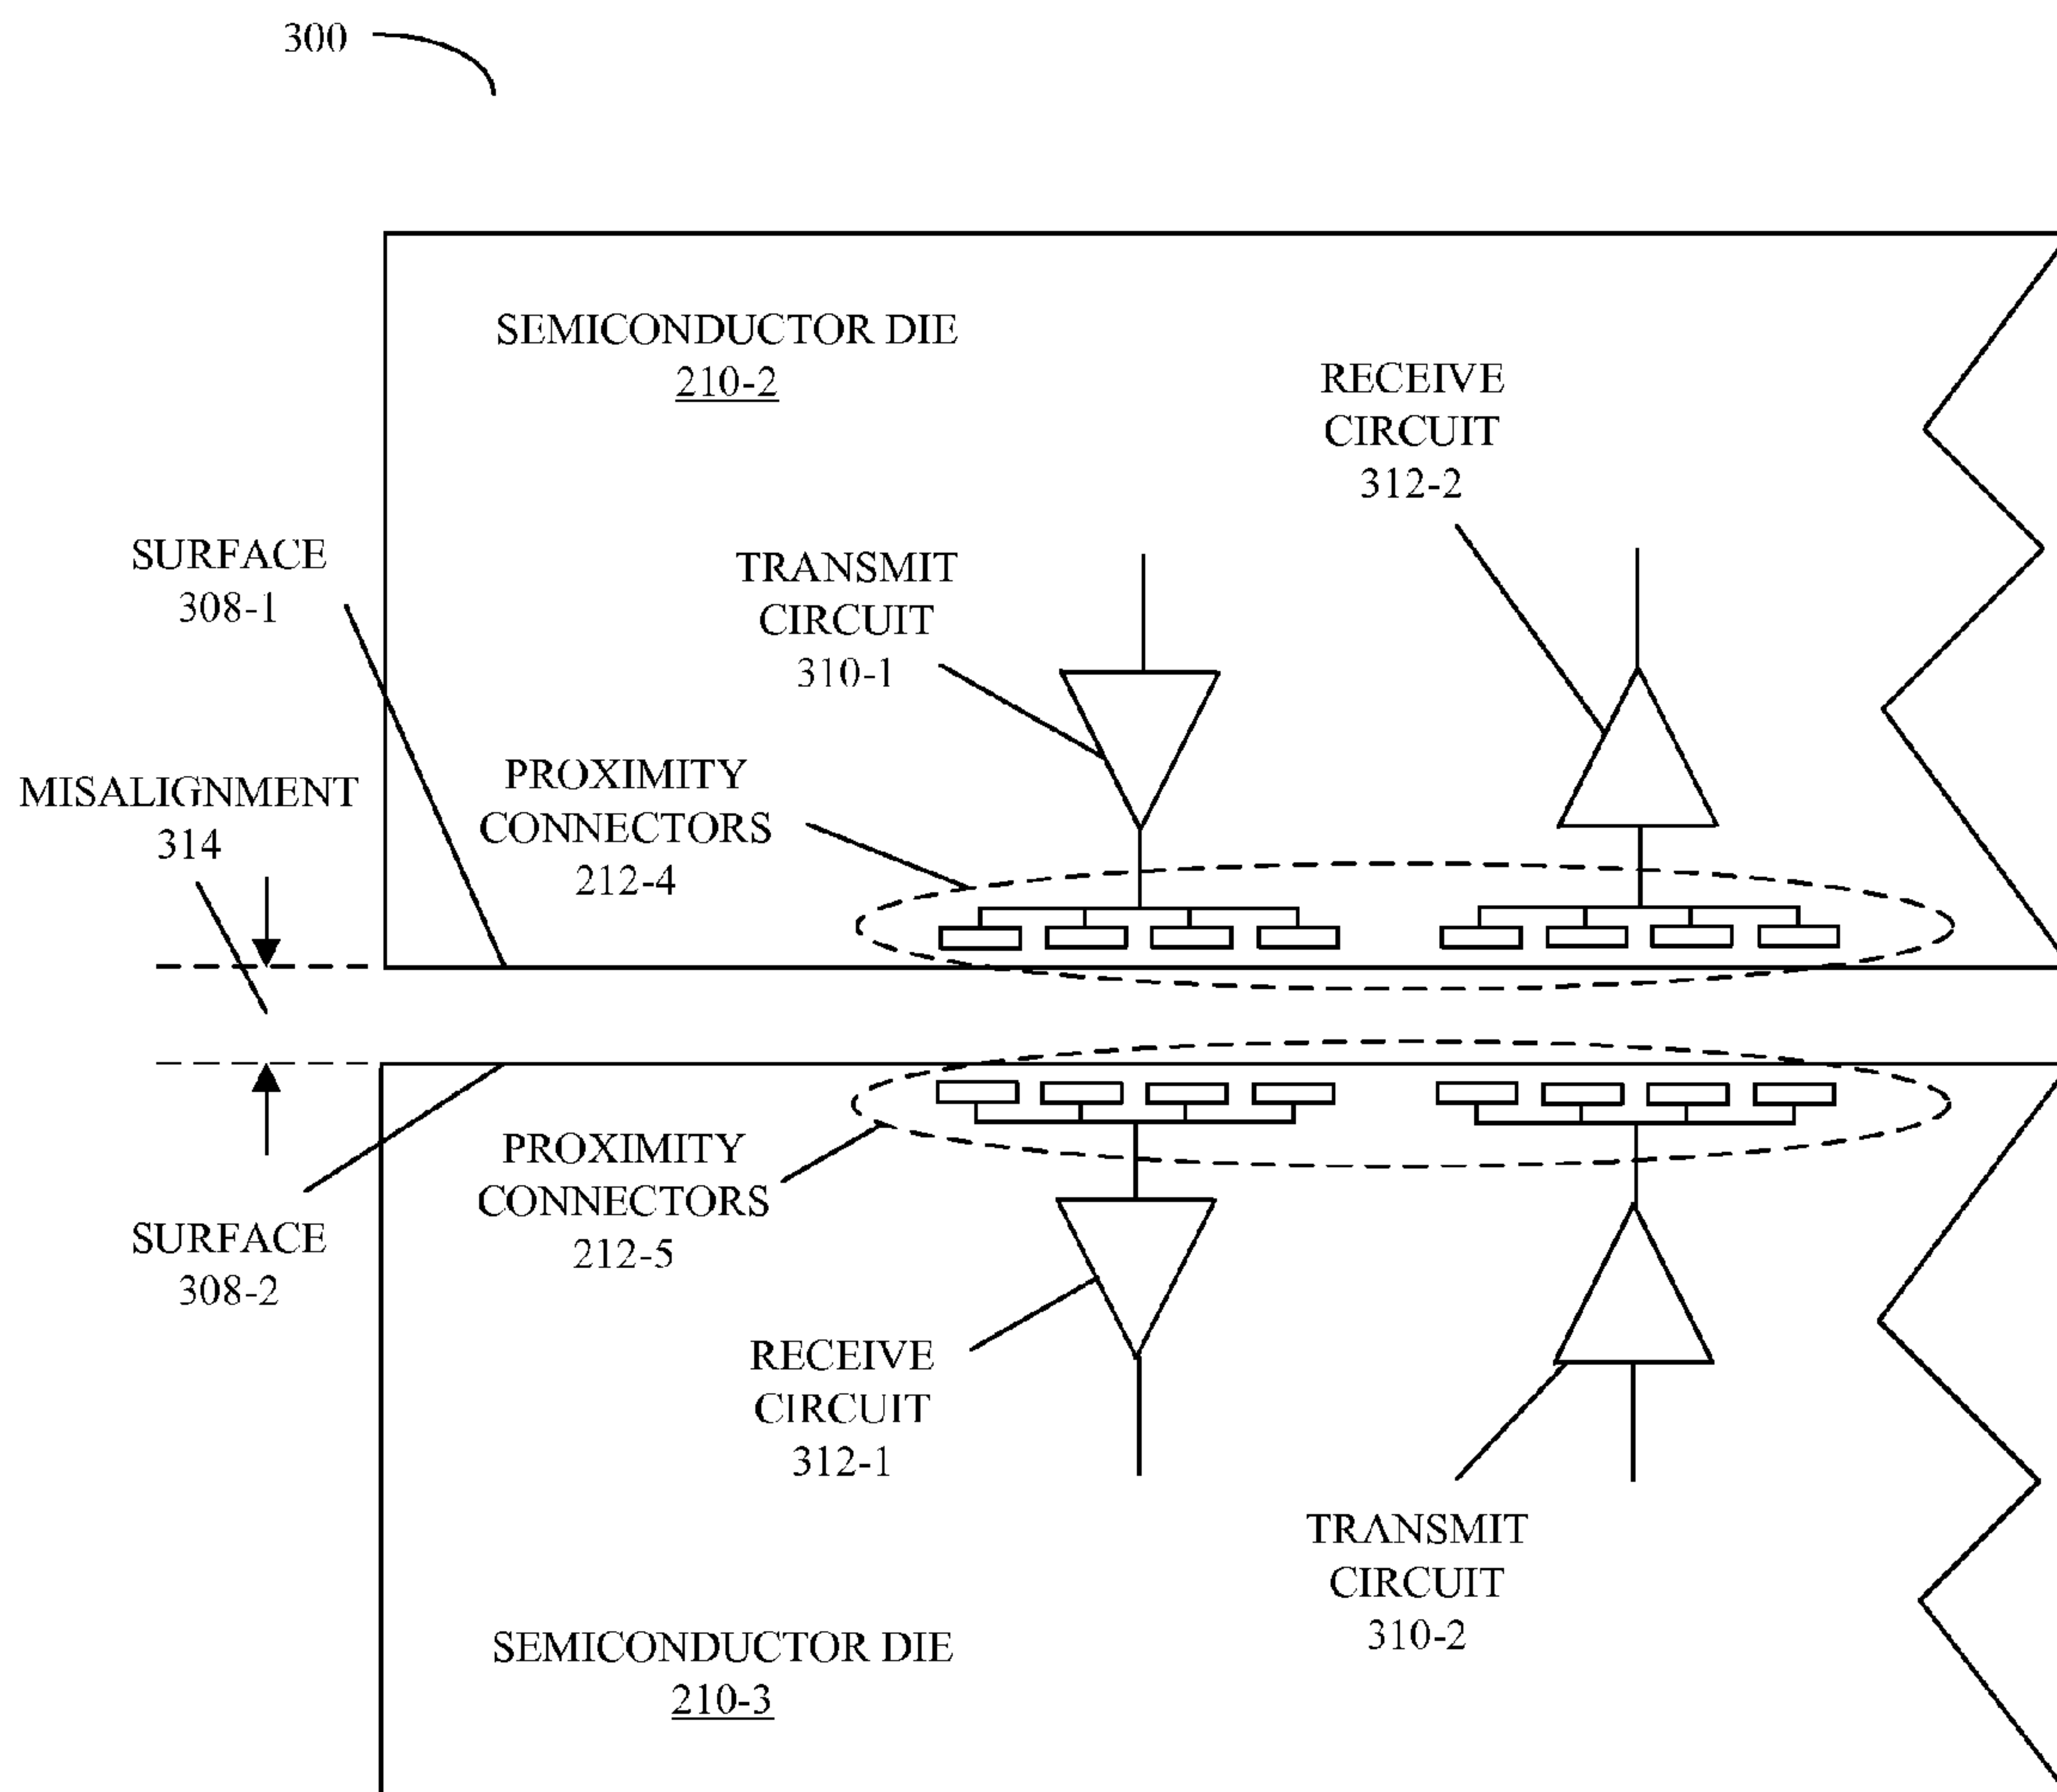 300
SEMICONDUCTOR DIE
210-2
RECEIVE
CIRCUIT
312-2
SURFACE
308-1
TRANSMIT
CIRCUIT
310-1
MISALIGNMENT
314
PROXIMITY
CONNECTORS
212-4
PROXIMITY
CONNECTORS
212-5
SURFACE
308-2
RECEIVE
CIRCUIT
312-1
TRANSMIT
CIRCUIT
310-2
SEMICONDUCTOR DIE
210-3